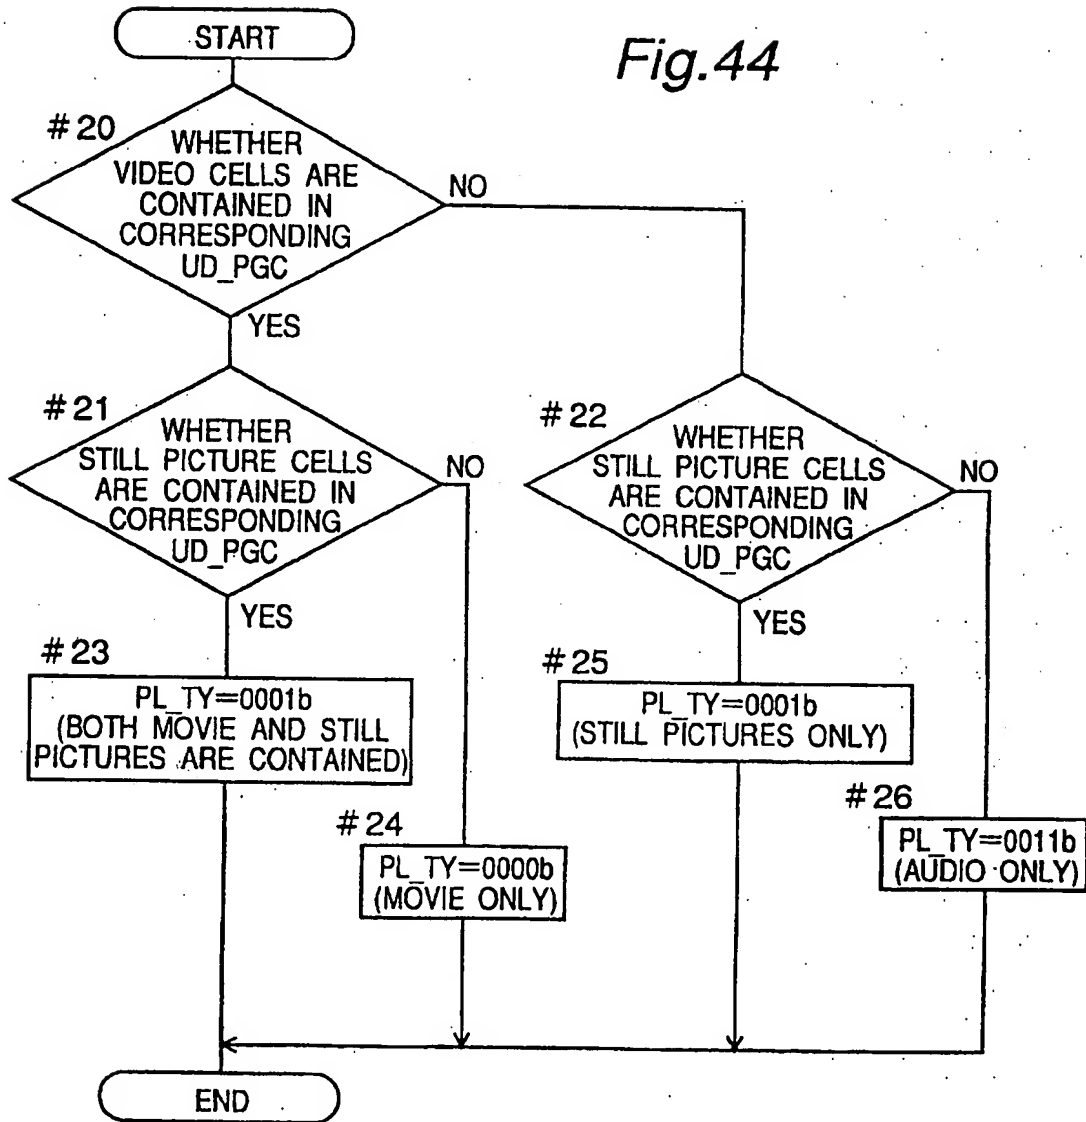 Fig.44
START
#20
WHETHER
VIDEO CELLS ARE
CONTAINED IN
CORRESPONDING
UD_PGC
NO
YES
#21
WHETHER
STILL PICTURE CELLS
ARE CONTAINED IN
CORRESPONDING
UD_PGC
NO
YES
#22
WHETHER
STILL PICTURE CELLS
ARE CONTAINED IN
CORRESPONDING
UD_PGC
NO
YES
#23
PL_TY=0001b
(BOTH MOVIE AND STILL
PICTURES ARE CONTAINED)
#24
PL_TY=0000b
(MOVIE ONLY)
#25
PL_TY=0001b
(STILL PICTURES ONLY)
#26
PL_TY=0011b
(AUDIO ONLY)
END